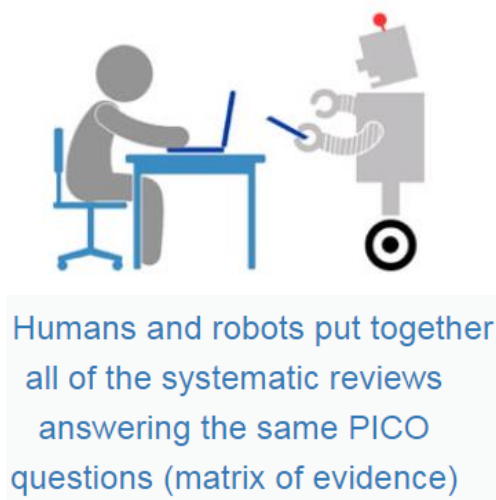 Humans and robots put together
all of the systematic reviews
answering the same PICO
questions (matrix of evidence)